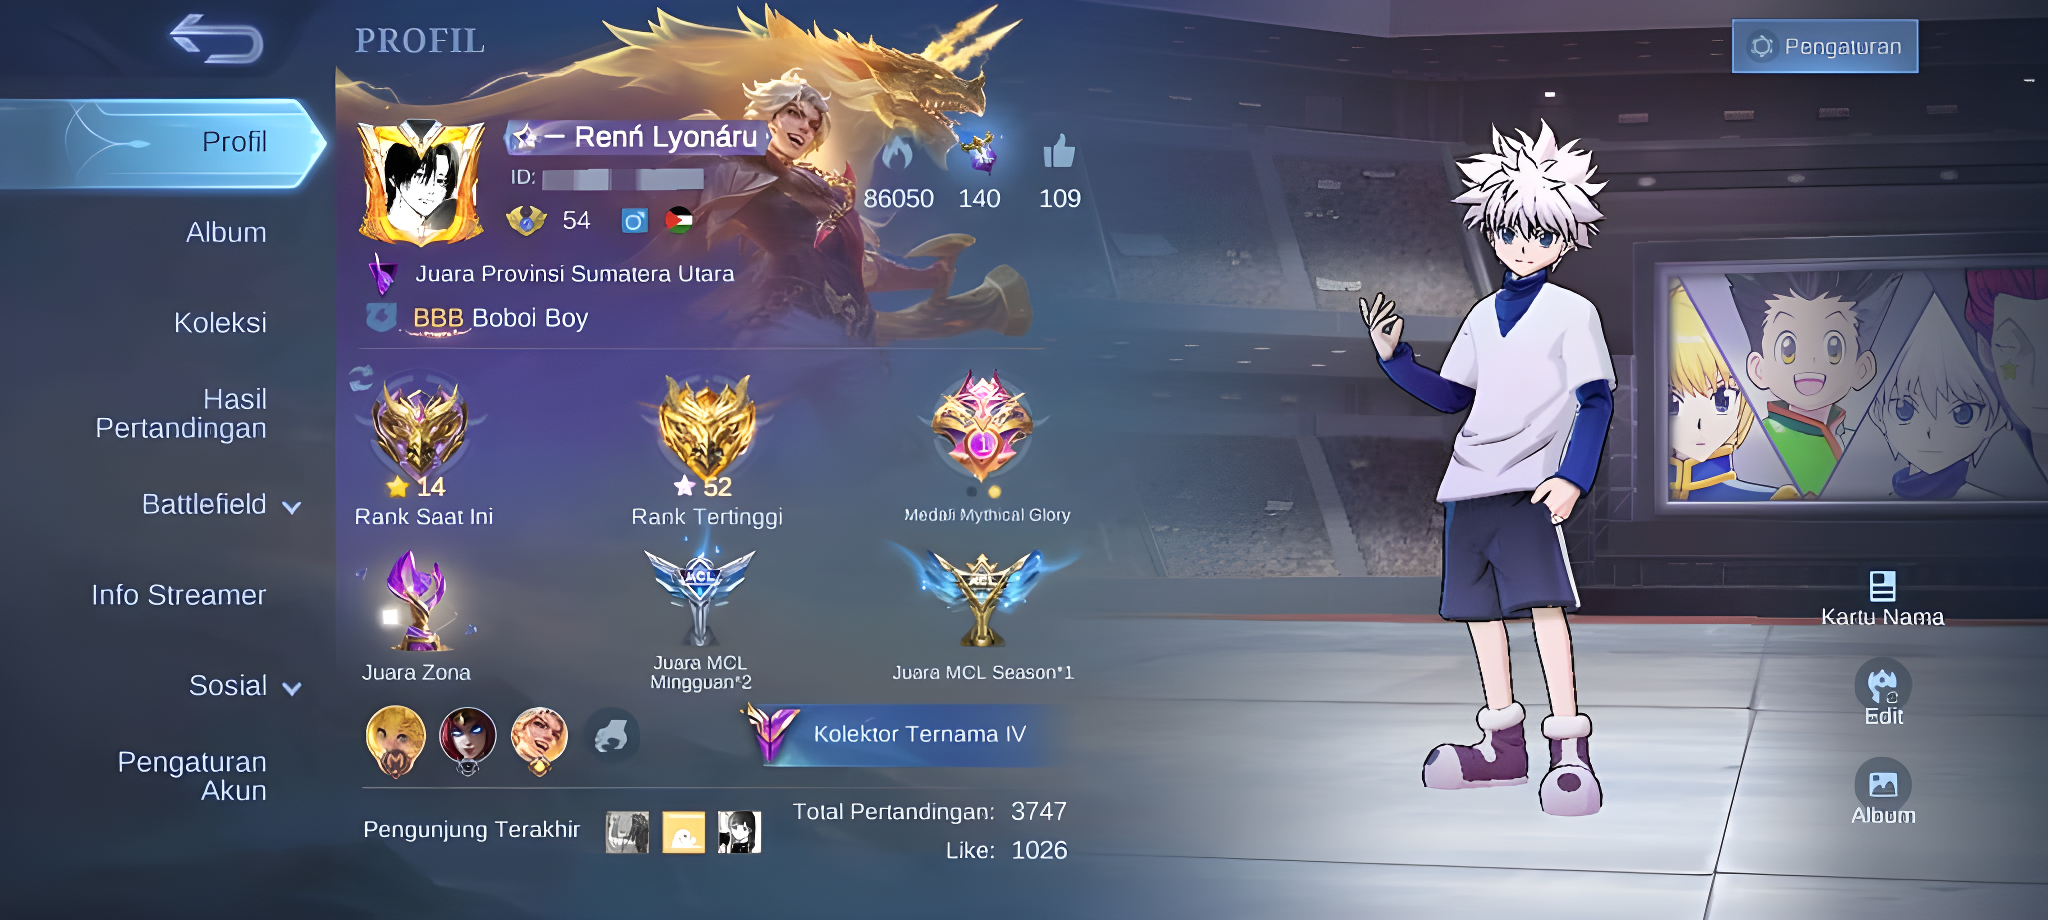 PROFIL
Pengaturan
Profil
Album
Koleksi
Hasil
Pertandingan
Battlefield
Info Streamer
Sosial
Pengaturan
Akun
— Renń Lyonáru
ID:
54
86050 140 109
Juara Provinsi Sumatera Utara
BBB Boboi Boy
14
Rank Saat Ini
52
Rank Tertinggi
1
Medali Mythical Glory
Juara Zona
MCL
Juara MCL
Mingguan*2
MCL
Juara MCL Season*1
Kolektor Ternama IV
Pengunjung Terakhir
Total Pertandingan: 3747
Like: 1026
Kartu Nama
Edit
Album